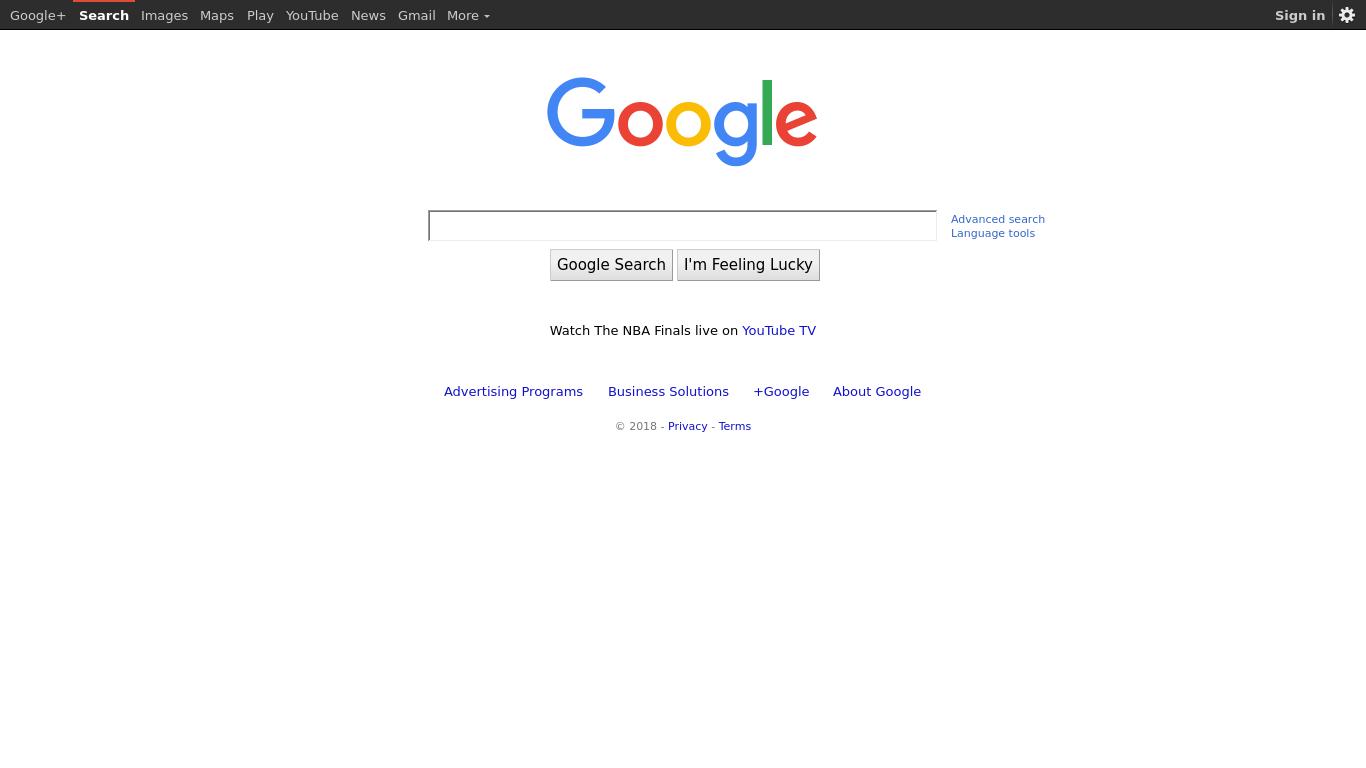 Google+ Search Images Maps Play YouTube News Gmail More Sign in
Google
Advanced search
Language tools
Google Search I'm Feeling Lucky
Watch The NBA Finals live on YouTube TV
Advertising Programs Business Solutions +Google About Google
© 2018 - Privacy - Terms